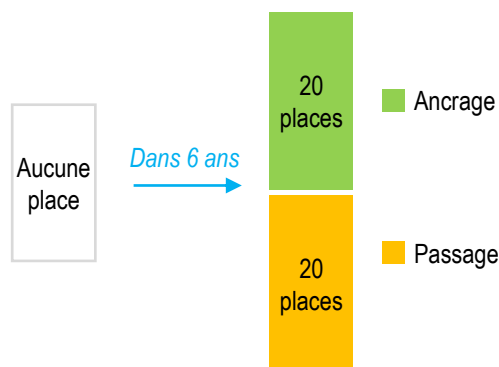 Aucune
place
Dans 6 ans
20
places
Ancrage
20
places
Passage